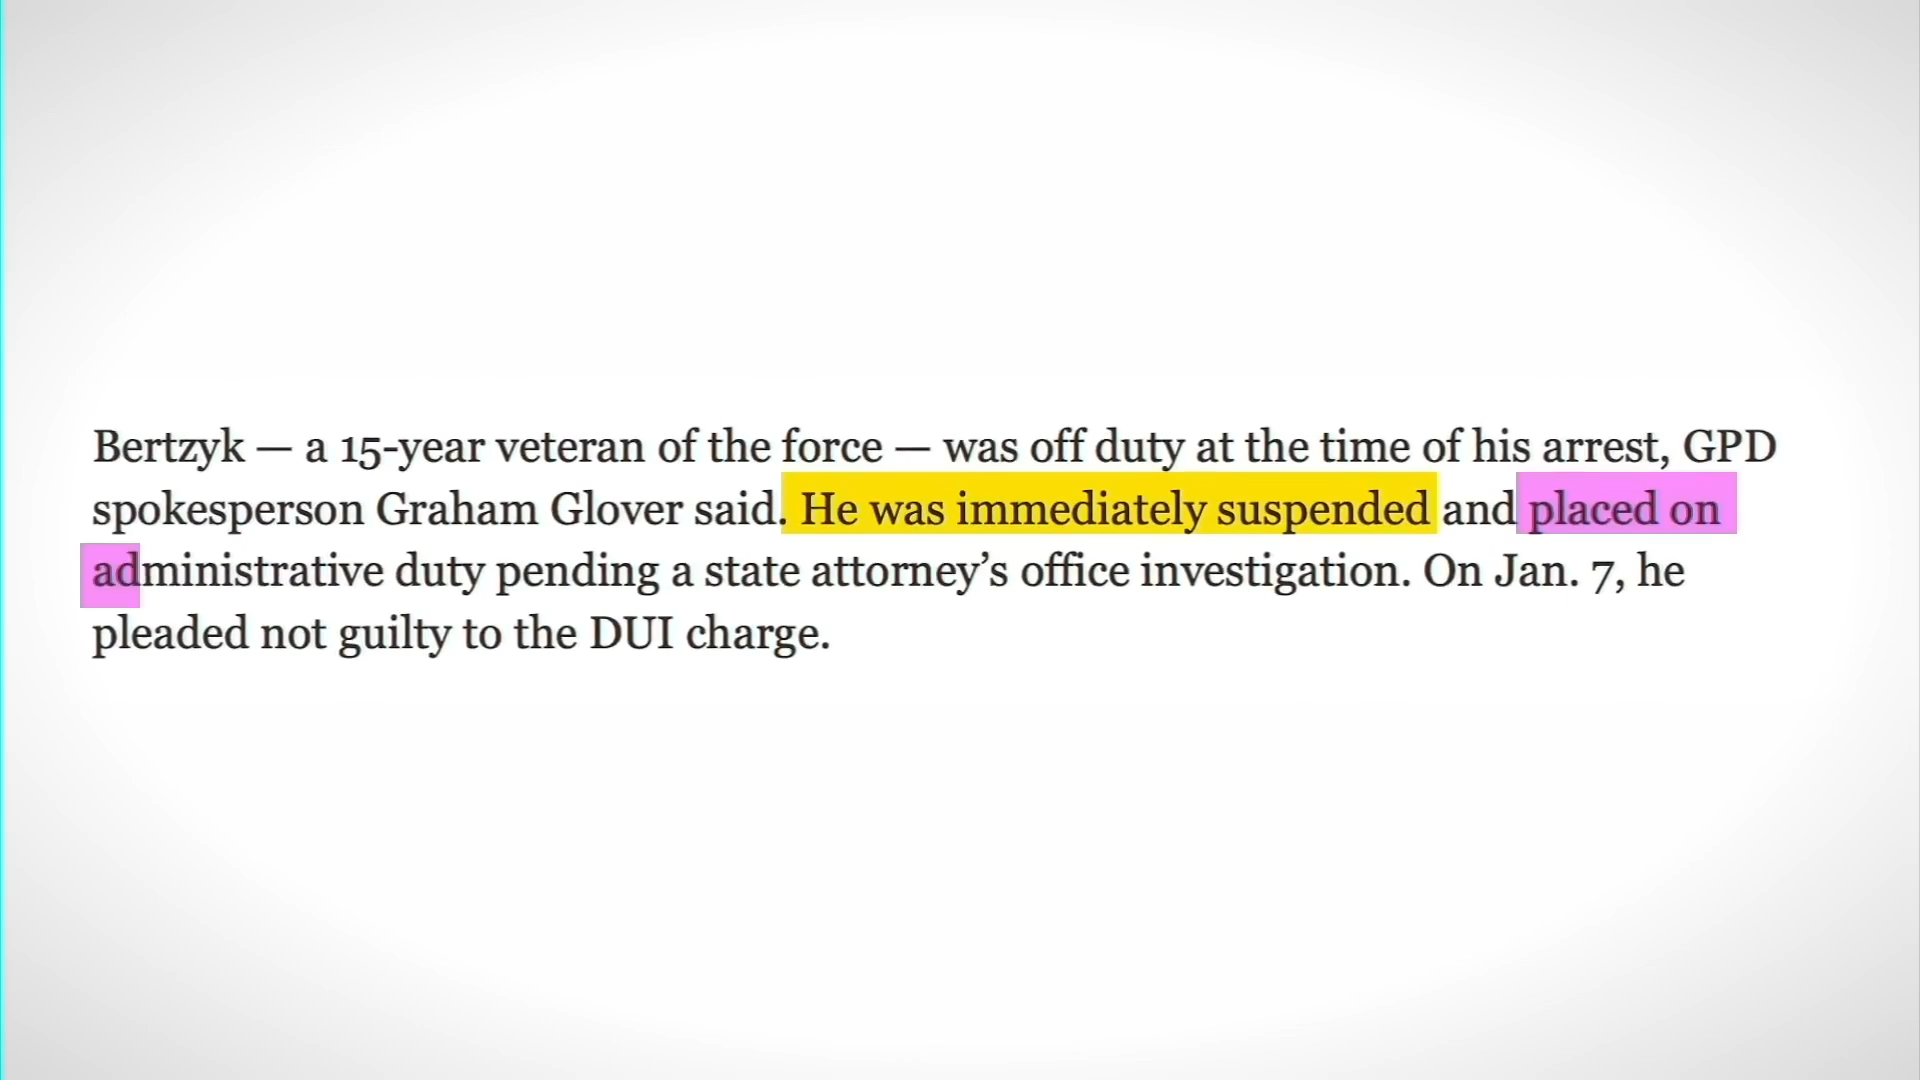 Bertzyk — a 15-year veteran of the force — was off duty at the time of his arrest, GPD
spokesperson Graham Glover said. He was immediately suspended and placed on
administrative duty pending a state attorney’s office investigation. On Jan. 7, he
pleaded not guilty to the DUI charge.